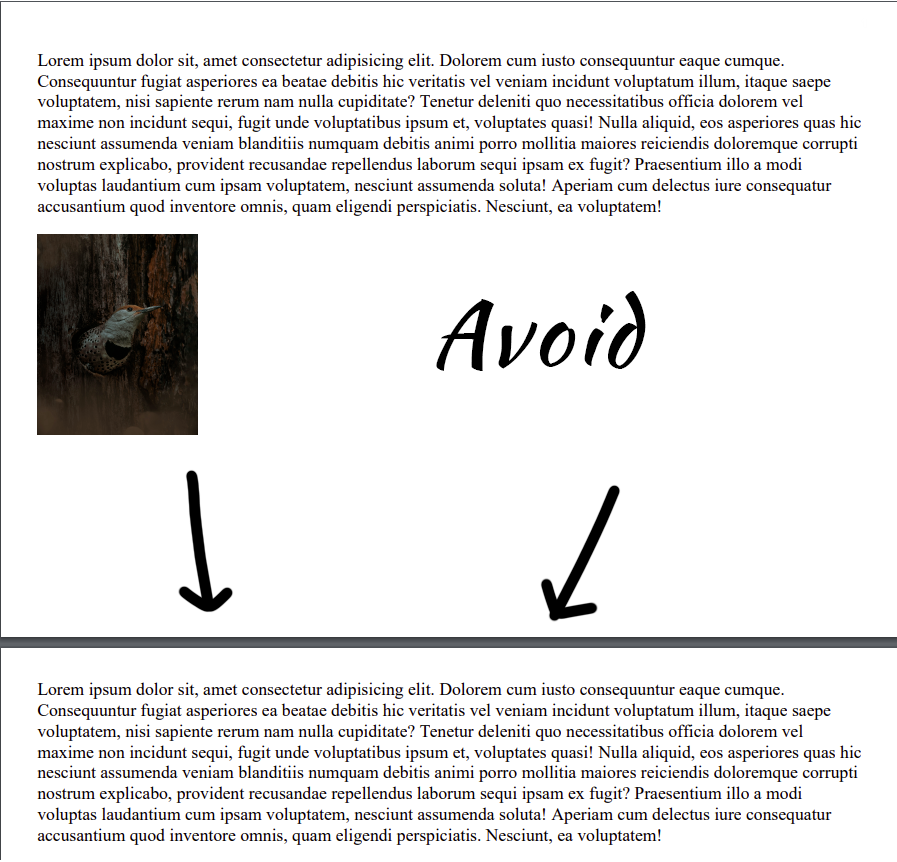 Lorem ipsum dolor sit, amet consectetur adipisicing elit. Dolorem cum iusto consequuntur eaque cumque.
Consequuntur fugiat asperiores ea beatae debitis hic veritatis vel veniam incidunt voluptatum illum, itaque saepe
voluptatem, nisi sapiente rerum nam nulla cupiditate? Tenetur deleniti quo necessitatibus officia dolorem vel
maxime non incidunt sequi, fugit unde voluptatibus ipsum et, voluptates quasi! Nulla aliquid, eos asperiores quas hic
nesciunt assumenda veniam blanditiis numquam debitis animi porro mollitia maiores reiciendis doloremque corrupti
nostrum explicabo, provident recusandae repellendus laborum sequi ipsam ex fugit? Praesentium illo a modi
voluptas laudantium cum ipsam voluptatem, nesciunt assumenda soluta! Aperiam cum delectus iure consequatur
accusantium quod inventore omnis, quam eligendi perspiciatis. Nesciunt, ea voluptatem!
Avoid
Lorem ipsum dolor sit, amet consectetur adipisicing elit. Dolorem cum iusto consequuntur eaque cumque.
Consequuntur fugiat asperiores ea beatae debitis hic veritatis vel veniam incidunt voluptatum illum, itaque saepe
voluptatem, nisi sapiente rerum nam nulla cupiditate? Tenetur deleniti quo necessitatibus officia dolorem vel
maxime non incidunt sequi, fugit unde voluptatibus ipsum et, voluptates quasi! Nulla aliquid, eos asperiores quas hic
nesciunt assumenda veniam blanditiis numquam debitis animi porro mollitia maiores reiciendis doloremque corrupti
nostrum explicabo, provident recusandae repellendus laborum sequi ipsam ex fugit? Praesentium illo a modi
voluptas laudantium cum ipsam voluptatem, nesciunt assumenda soluta! Aperiam cum delectus iure consequatur
accusantium quod inventore omnis, quam eligendi perspiciatis. Nesciunt, ea voluptatem!